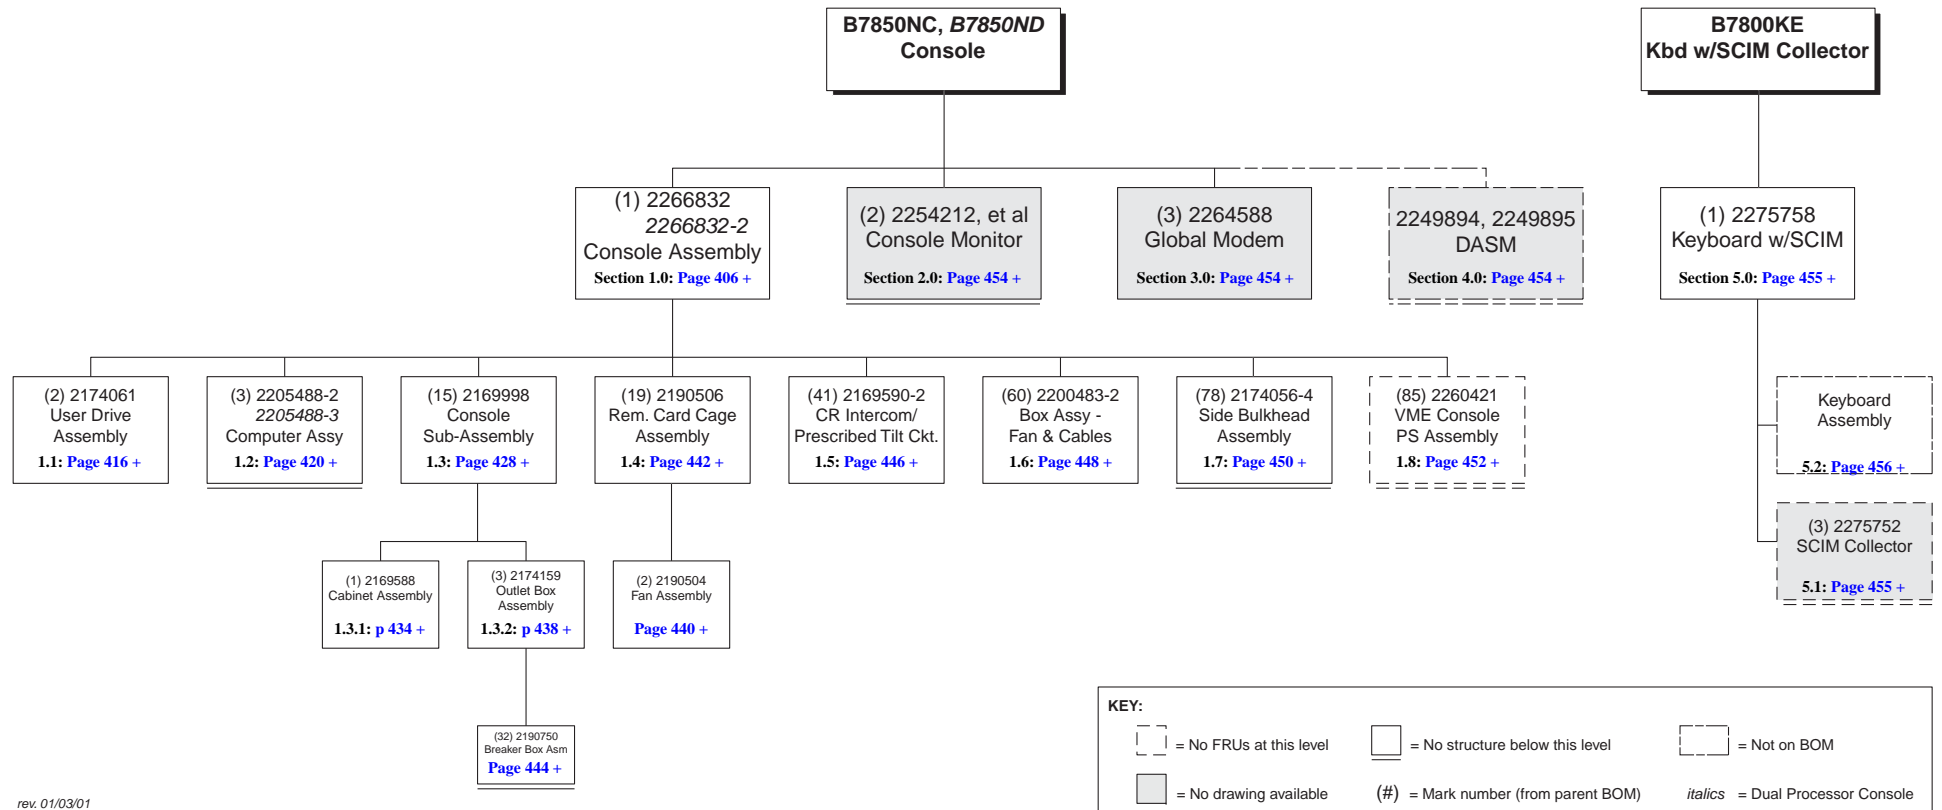 B7850NC, B7850ND
Console
B7800KE
Kbd w/SCIM Collector
(1) 2266832
2266832-2
Console Assembly
Section 1.0: Page 406 +
(2) 2254212, et al
Console Monitor
Section 2.0: Page 454 +
(3) 2264588
Global Modem
Section 3.0: Page 454 +
2249894, 2249895
DASM
Section 4.0: Page 454 +
(1) 2275758
Keyboard w/SCIM
Section 5.0: Page 455 +
(2) 2174061
User Drive
Assembly
1.1: Page 416 +
(3) 2205488-2
2205488-3
Computer Assy
1.2: Page 420 +
(15) 2169998
Console
Sub-Assembly
1.3: Page 428 +
(19) 2190506
Rem. Card Cage
Assembly
1.4: Page 442 +
(41) 2169590-2
CR Intercom/
Prescribed Tilt Ckt.
1.5: Page 446 +
(60) 2200483-2
Box Assy -
Fan & Cables
1.6: Page 448 +
(78) 2174056-4
Side Bulkhead
Assembly
1.7: Page 450 +
(85) 2260421
VME Console
PS Assembly
1.8: Page 452 +
Keyboard
Assembly
5.2: Page 456 +
(3) 2275752
SCIM Collector
5.1: Page 455 +
(1) 2169588
Cabinet Assembly
1.3.1: p 434 +
(3) 2174159
Outlet Box
Assembly
1.3.2: p 438 +
(2) 2190504
Fan Assembly
Page 440 +
(32) 2190750
Breaker Box Asm
Page 444 +
KEY:
= No FRUs at this level
= No structure below this level
= Not on BOM
= No drawing available
(#) = Mark number (from parent BOM)
italics = Dual Processor Console
rev. 01/03/01